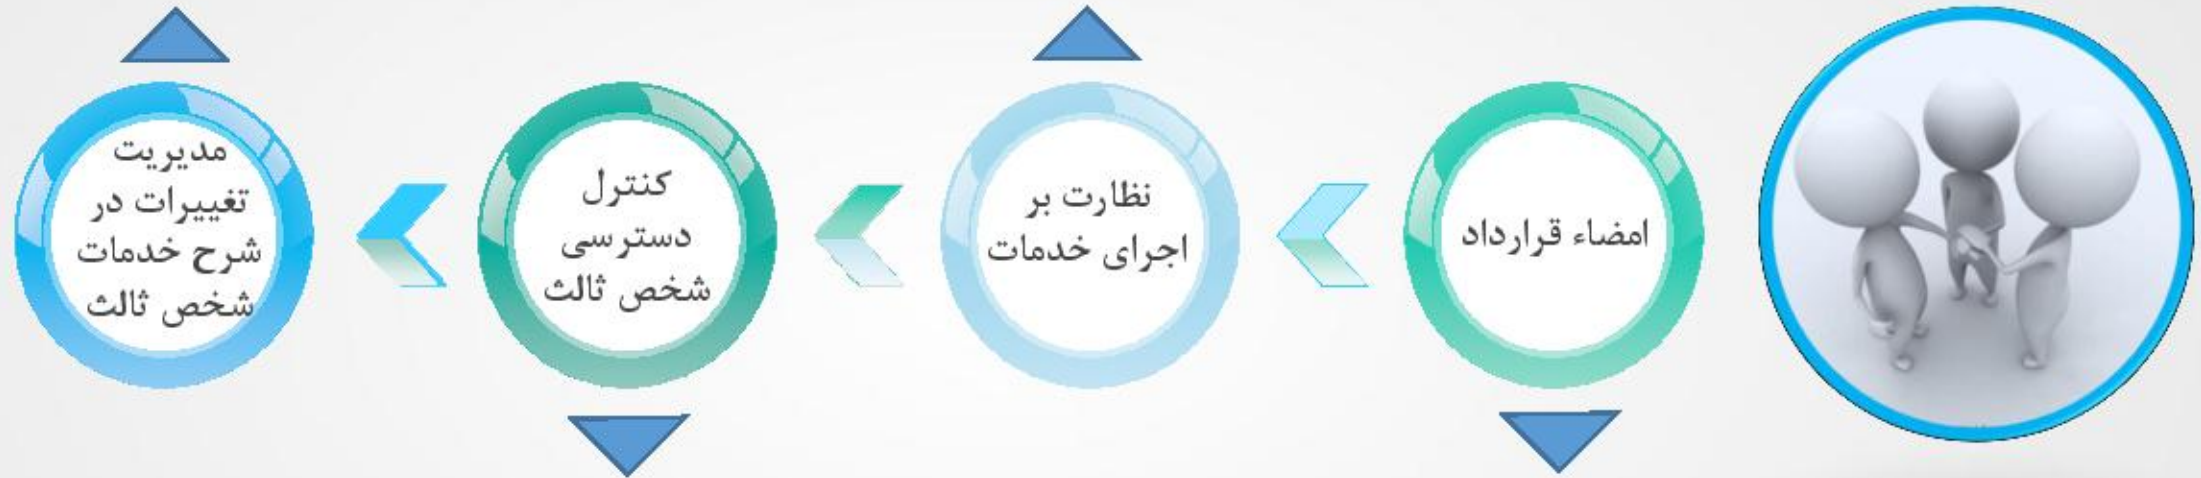 امضاء قرارداد
نظارت بر
اجرای خدمات
کنترل
دسترسی
شخص ثالث
مدیریت
تغییرات در
شرح خدمات
شخص ثالث